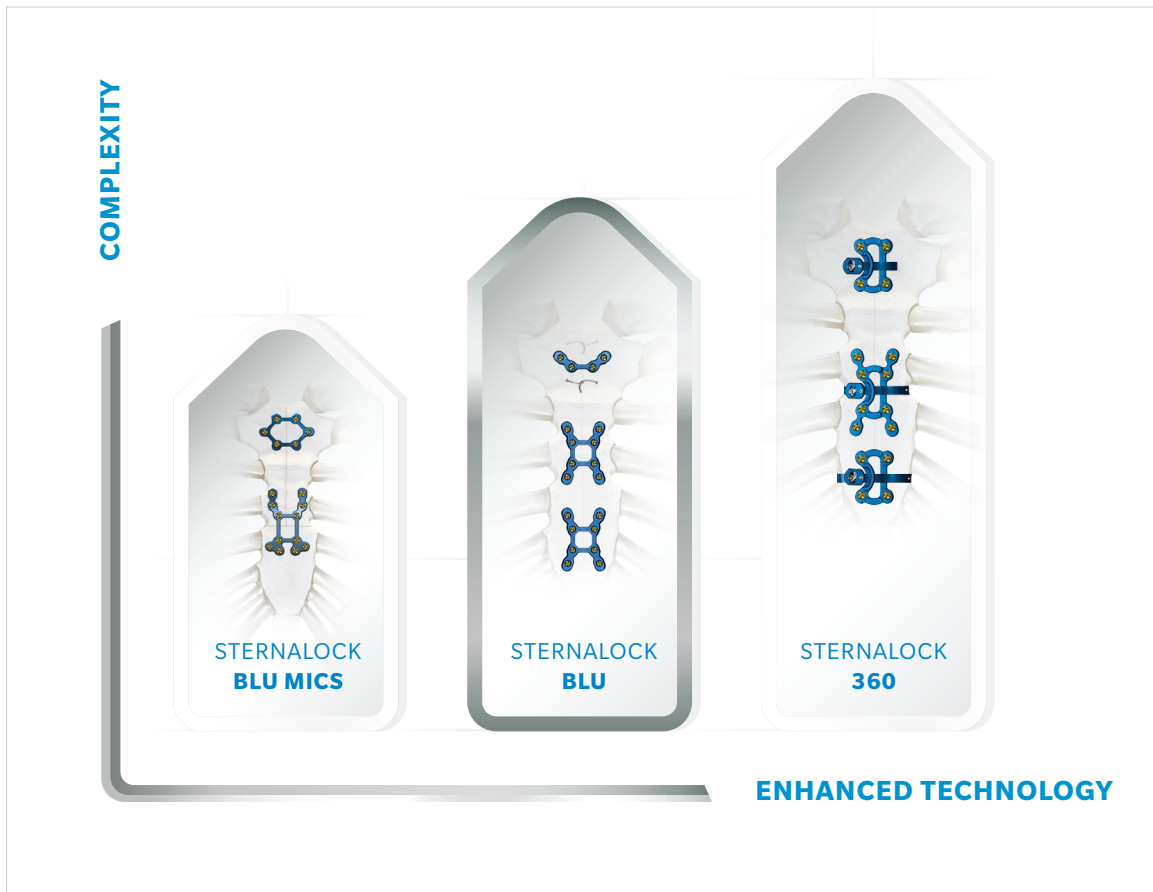 COMPLEXITY
STERNALOCK
BLU MICS
STERNALOCK
BLU
STERNALOCK
360
ENHANCED TECHNOLOGY